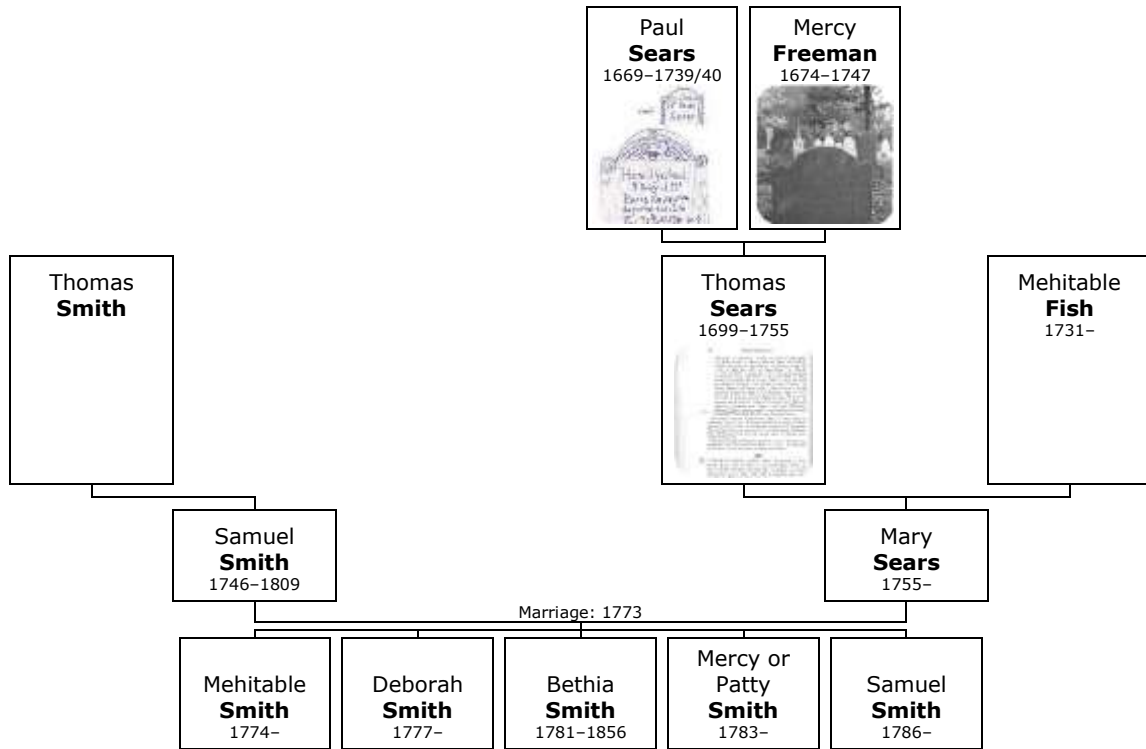 Paul
Sears
1669–1739/40
Mercy
Freeman
1674–1747
Thomas
Smith
Thomas
Sears
1699–1755
Mehitable
Fish
1731–
Samuel
Smith
1746–1809
Mary
Sears
1755–
Marriage: 1773
Mehitable
Smith
1774–
Deborah
Smith
1777–
Bethia
Smith
1781–1856
Mercy or
Patty
Smith
1783–
Samuel
Smith
1786–